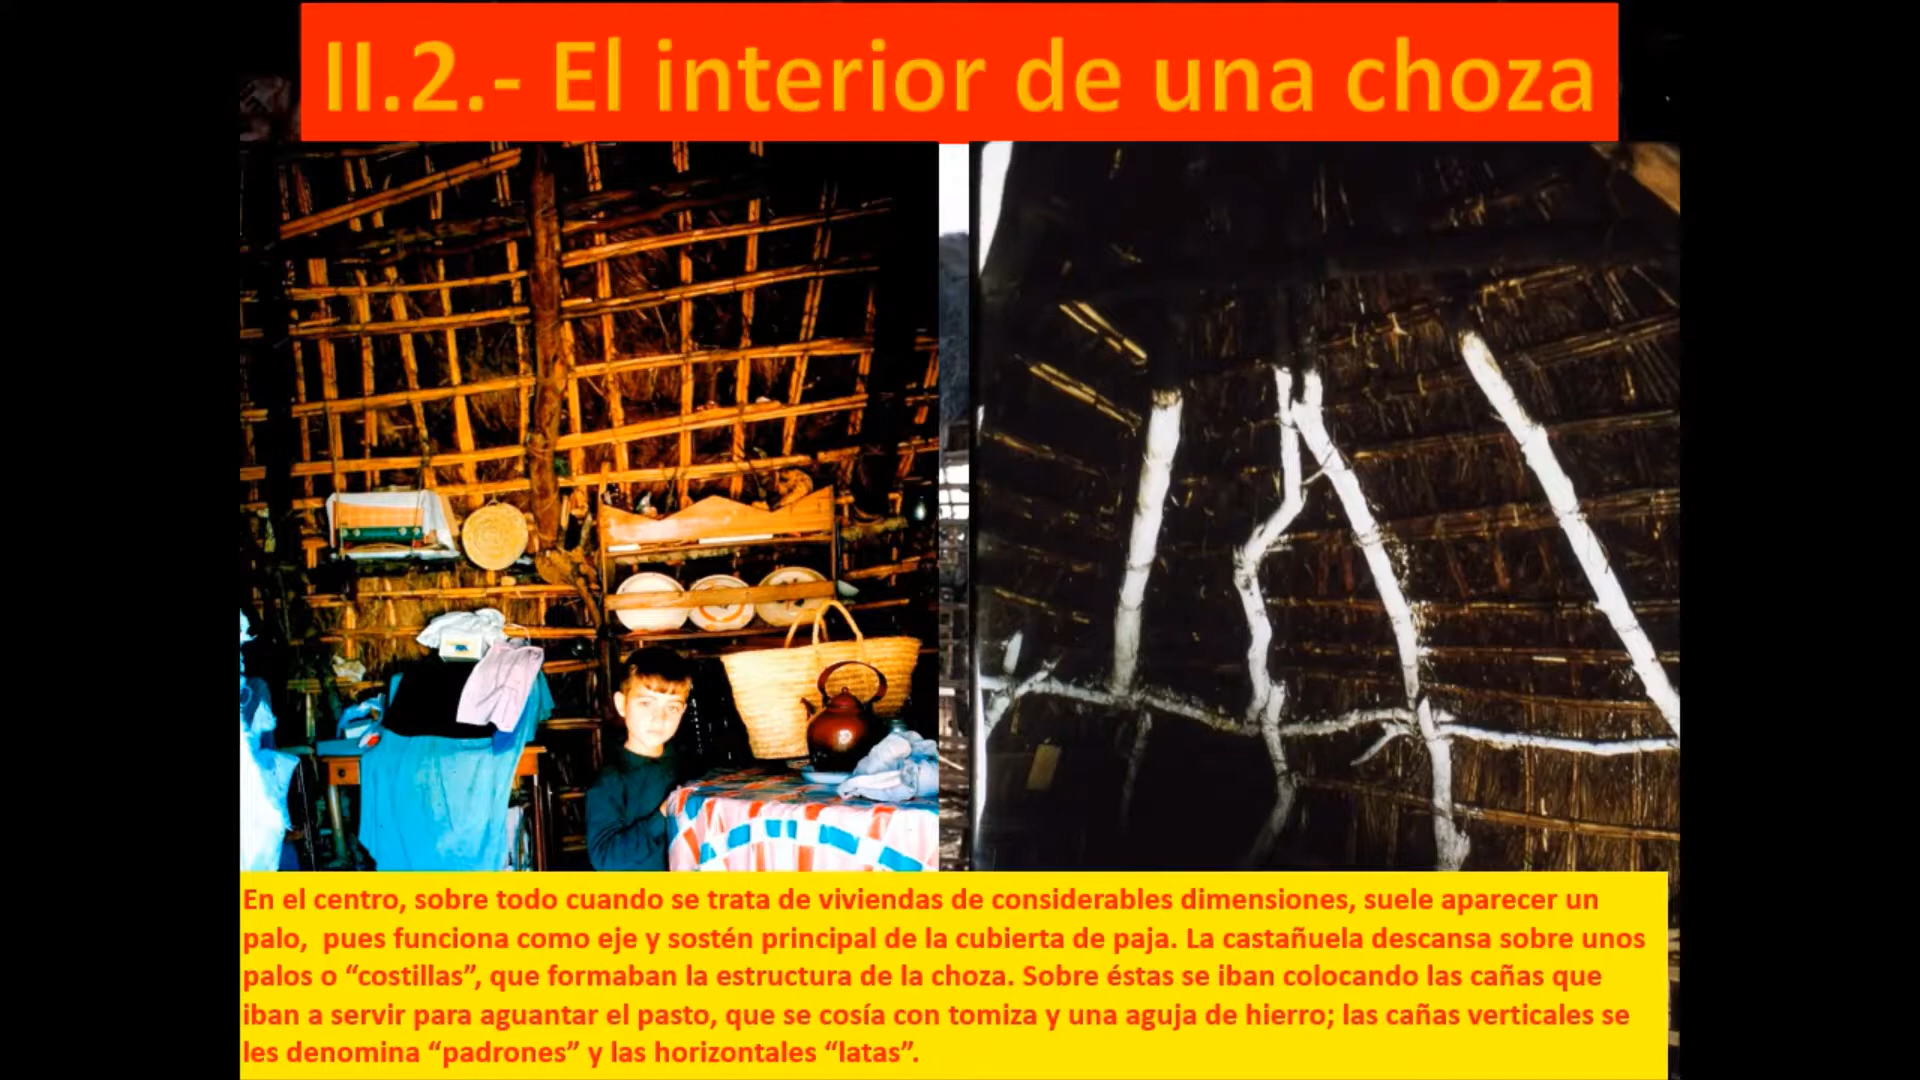 II.2.- El interior de una choza
En el centro, sobre todo cuando se trata de viviendas de considerables dimensiones, suele aparecer un
palo, pues funciona como eje y sostén principal de la cubierta de paja. La castañuela descansa sobre unos
palos o “costillas”, que formaban la estructura de la choza. Sobre éstas se iban colocando las cañas que
iban a servir para aguantar el pasto, que se cosía con tomiza y una aguja de hierro; las cañas verticales se
les denomina “padrones” y las horizontales “latas”.